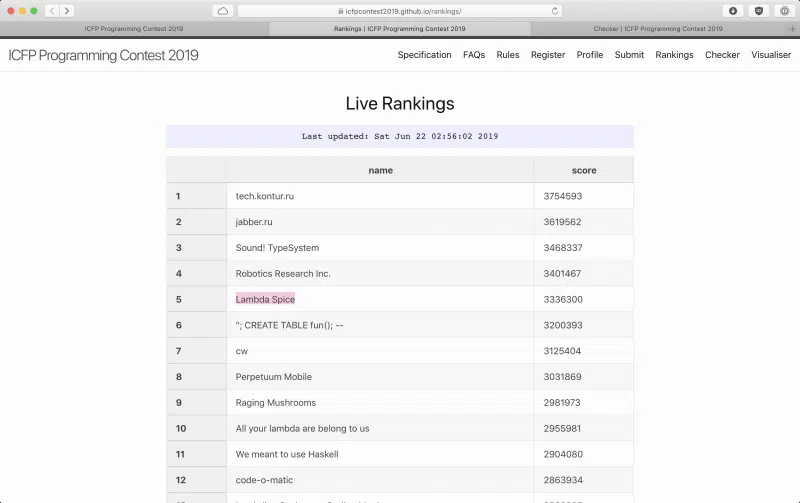 icfpcontest2019.github.io/rankings/
ICFP Programming Contest 2019
Rankings | ICFP Programming Contest 2019
Checker | ICFP Programming Contest 2019
ICFP Programming Contest 2019
Specification FAQs Rules Register Profile Submit Rankings Checker Visualiser
Live Rankings
Last updated: Sat Jun 22 02:56:02 2019
name score
1 tech.kontur.ru 3754593
2 jabber.ru 3619562
3 Sound! TypeSystem 3468337
4 Robotics Research Inc. 3401467
5 Lambda Spice 3336300
6 "; CREATE TABLE fun(); -- 3200393
7 cw 3125404
8 Perpetuum Mobile 3031869
9 Raging Mushrooms 2981973
10 All your lambda are belong to us 2955981
11 We meant to use Haskell 2904080
12 code-o-matic 2863934